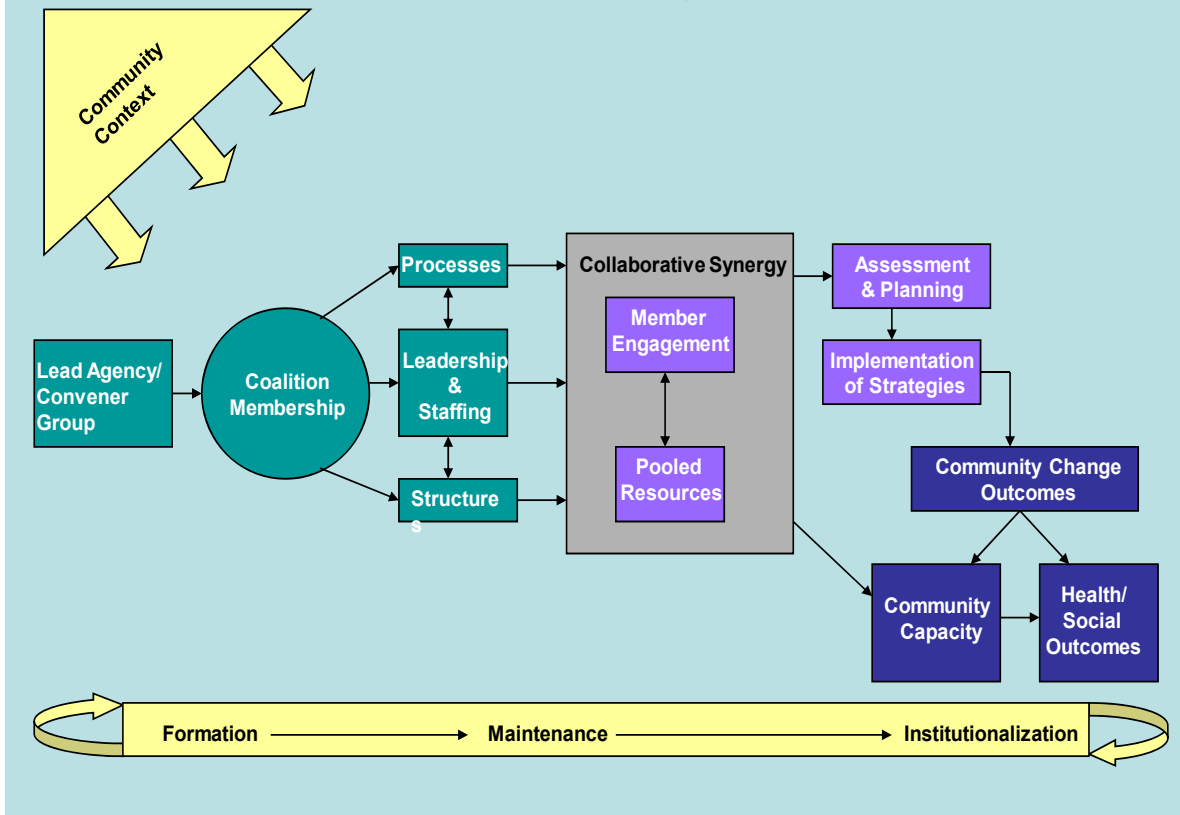 Community
Context
Processes
Collaborative Synergy
Assessment
& Planning
Member
Engagement
Lead Agency/
Convener
Group
Coalition
Membership
Leadership
&
Staffing
Implementation
of Strategies
Pooled
Resources
Structure
s
Community Change
Outcomes
Community
Capacity
Health/
Social
Outcomes
Formation
Maintenance
Institutionalization